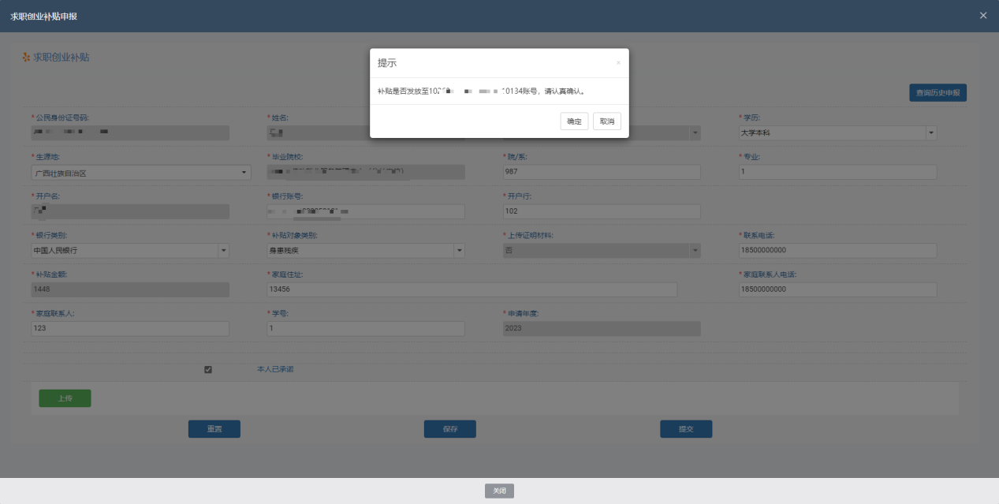 求职创业补贴申报
×
求职创业补贴
提示
×
补贴是否发放至10 10134账号，请认真确认。
确定 取消
查询历史申报
*公民身份证号码: *姓名: *学历:
大学本科
*生源地: *毕业院校: *院/系: *专业:
广西壮族自治区 987 1
*开户名: *银行账号: *开户行:
102
*银行类别: *补贴对象类别: *上传证明材料: *联系电话:
中国人民银行 身患残疾 否 18500000000
*补贴金额: *家庭住址: *家庭联系人电话:
1448 13456 18500000000
*家庭联系人: *学号: *申请年度:
123 1 2023
本人已承诺
上传
重置 保存 提交
关闭